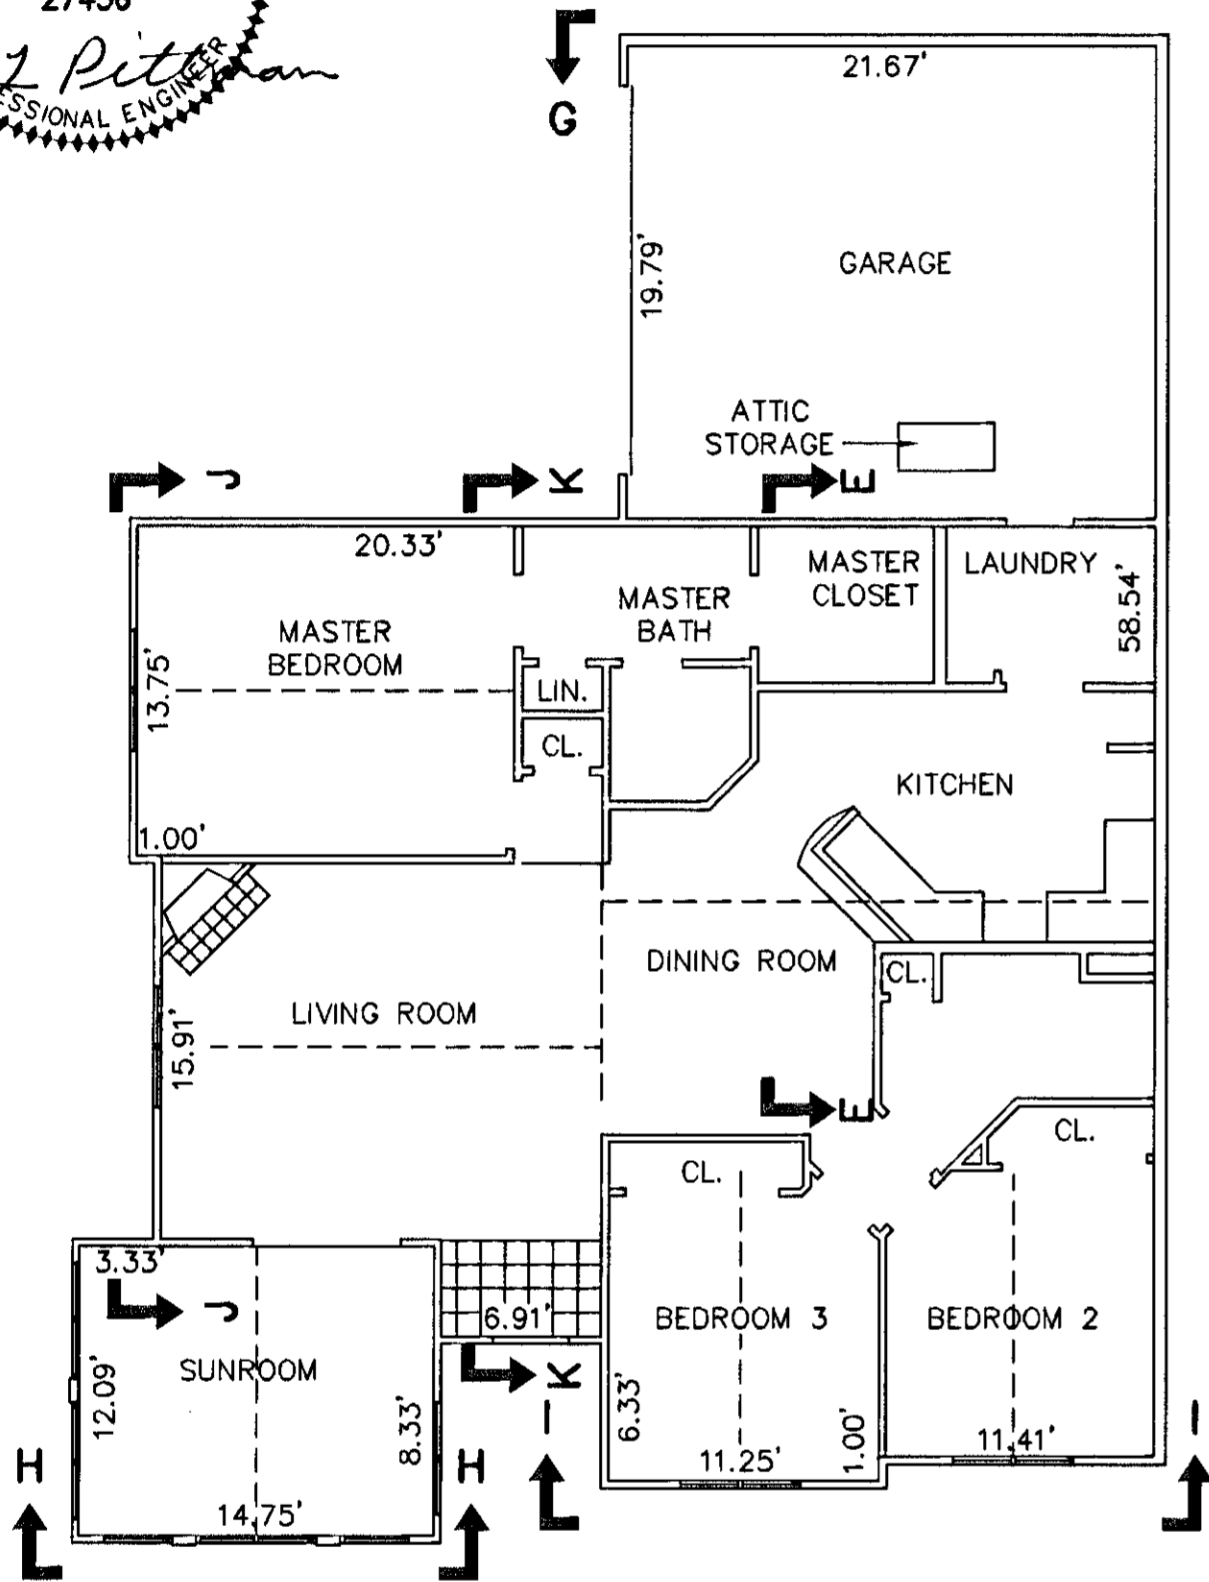 27436
PROFESSIONAL ENGINEER
G
21.67'
GARAGE
19.79'
ATTIC
STORAGE
J
K
E
20.33'
MASTER
BEDROOM
13.75'
1.00'
MASTER
BATH
LIN.
CL.
MASTER
CLOSET
LAUNDRY
58.54'
KITCHEN
DINING ROOM
CL.
LIVING ROOM
15.91'
E
CL.
CL.
3.33'
J
SUNROOM
12.09'
8.33'
14.75'
6.91'
K
BEDROOM 3
6.33'
11.25'
1.00'
BEDROOM 2
11.41'
H
H
I
I